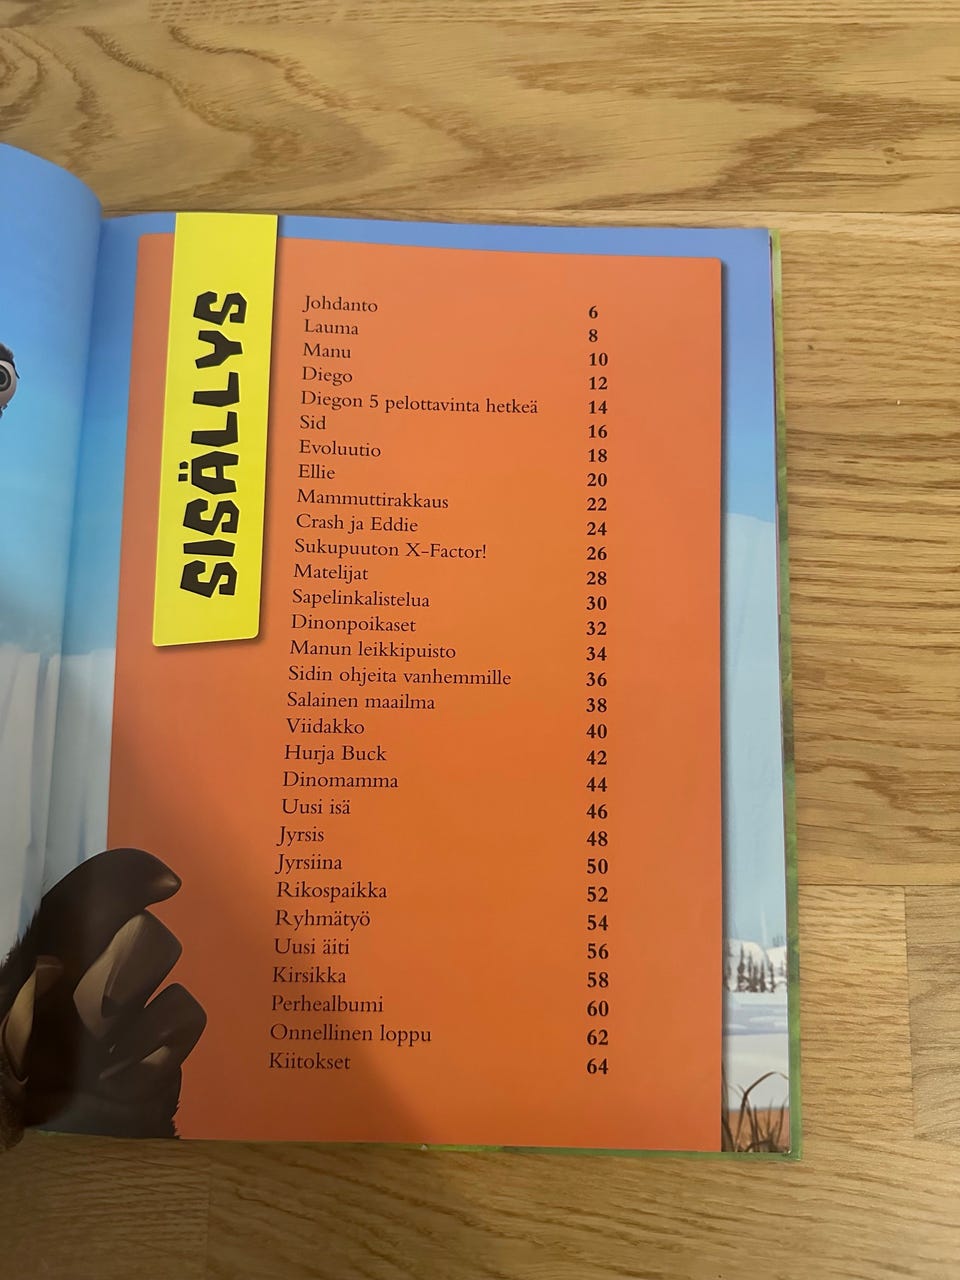 SISÄLLYS
Johdanto 6
Lauma 8
Manu 10
Diego 12
Diegon 5 pelottavinta hetkeä 14
Sid 16
Evoluutio 18
Ellie 20
Mammuttirakkaus 22
Crash ja Eddie 24
Sukupuuton X-Factor! 26
Matelijat 28
Sapelinkalistelua 30
Dinonpoikaset 32
Manun leikkipuisto 34
Sidin ohjeita vanhemmille 36
Salainen maailma 38
Viidakko 40
Hurja Buck 42
Dinomamma 44
Uusi isä 46
Jyrsis 48
Jyrsiina 50
Rikospaikka 52
Ryhmätyö 54
Uusi äiti 56
Kirsikka 58
Perhealbumi 60
Onnellinen loppu 62
Kiitokset 64